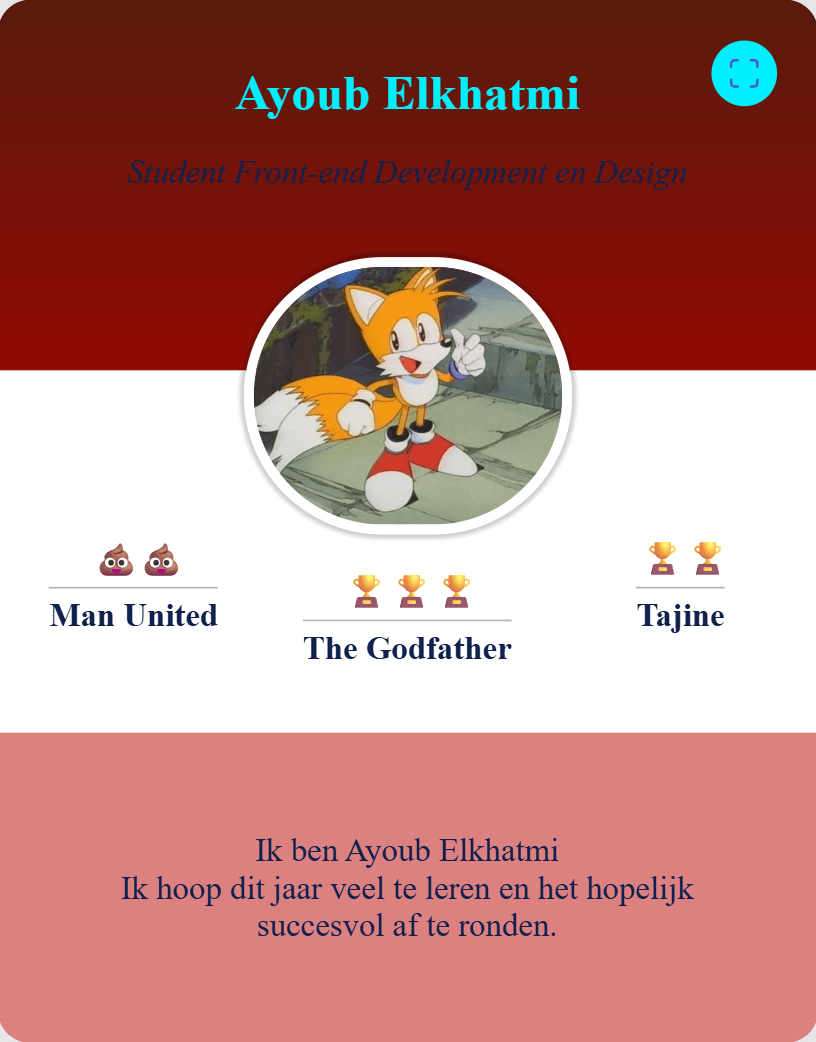 Ayoub Elkhatmi
Student Front-end Development en Design
💩 💩
Man United
🏆 🏆 🏆
The Godfather
🏆 🏆
Tajine
Ik ben Ayoub Elkhatmi
Ik hoop dit jaar veel te leren en het hopelijk
succesvol af te ronden.